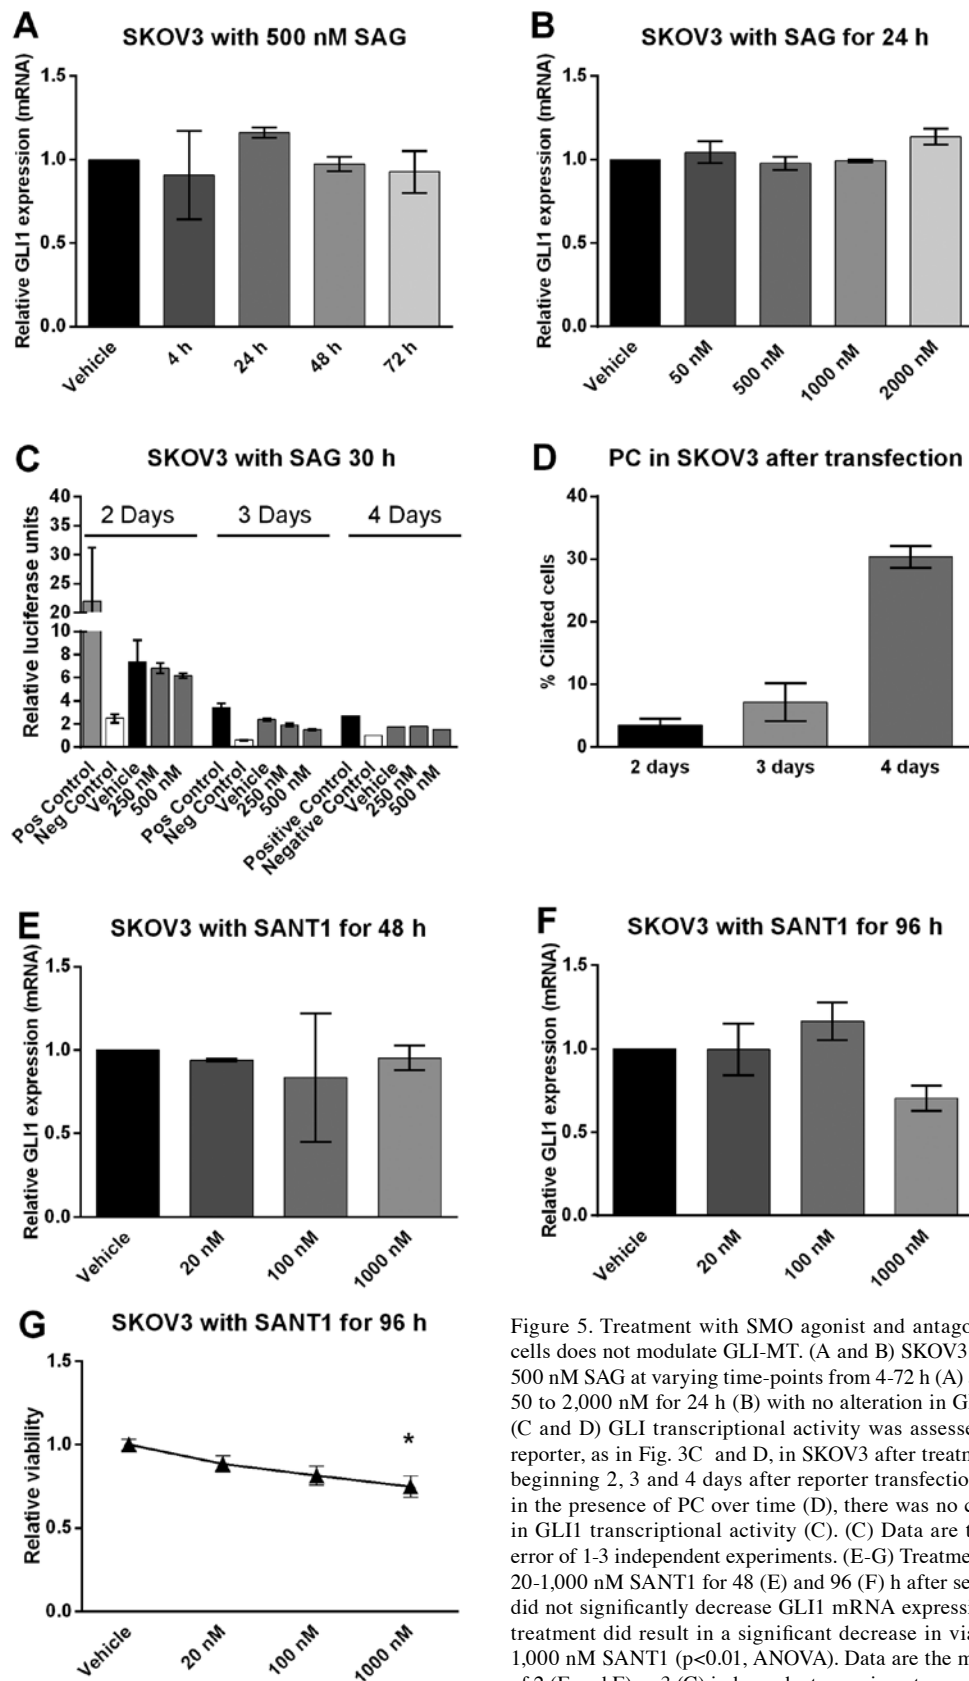 A
SKOV3 with 500 nM SAG
Relative GLI1 expression (mRNA)
1.5
1.0
0.5
0.0
Vehicle
4 h
24 h
48 h
72 h
B
SKOV3 with SAG for 24 h
Relative GLI1 expression (mRNA)
1.5
1.0
0.5
0.0
Vehicle
50 nM
500 nM
1000 nM
2000 nM
C
SKOV3 with SAG 30 h
Relative luciferase units
40
35
30
25
20
10
8
6
4
2
0
2 Days
3 Days
4 Days
Pos Control
Neg Control
Vehicle
250 nM
500 nM
Pos Control
Neg Control
Vehicle
250 nM
500 nM
Positive Control
Negative Control
Vehicle
250 nM
500 nM
D
PC in SKOV3 after transfection
% Ciliated cells
40
30
20
10
0
2 days
3 days
4 days
E
SKOV3 with SANT1 for 48 h
Relative GLI1 expression (mRNA)
1.5
1.0
0.5
0.0
Vehicle
20 nM
100 nM
1000 nM
F
SKOV3 with SANT1 for 96 h
Relative GLI1 expression (mRNA)
1.5
1.0
0.5
0.0
Vehicle
20 nM
100 nM
1000 nM
G
SKOV3 with SANT1 for 96 h
Relative viability
1.5
1.0
0.5
0.0
*
Vehicle
20 nM
100 nM
1000 nM
Figure 5. Treatment with SMO agonist and antago
cells does not modulate GLI-MT. (A and B) SKOV3
500 nM SAG at varying time-points from 4-72 h (A)
50 to 2,000 nM for 24 h (B) with no alteration in G
(C and D) GLI transcriptional activity was assesse
reporter, as in Fig. 3C and D, in SKOV3 after treatm
beginning 2, 3 and 4 days after reporter transfection
in the presence of PC over time (D), there was no c
in GLI1 transcriptional activity (C). (C) Data are t
error of 1-3 independent experiments. (E-G) Treatme
20-1,000 nM SANT1 for 48 (E) and 96 (F) h after se
did not significantly decrease GLI1 mRNA expressi
treatment did result in a significant decrease in via
1,000 nM SANT1 (p<0.01, ANOVA). Data are the m